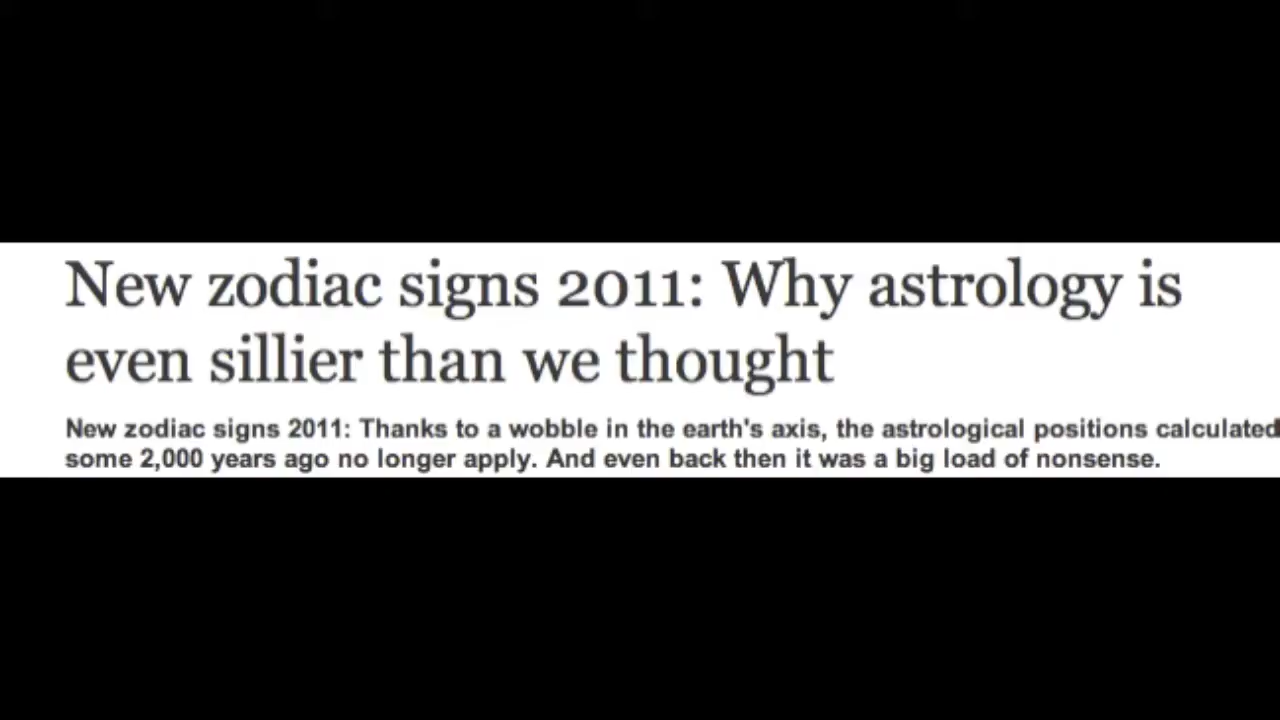 New zodiac signs 2011: Why astrology is
even sillier than we thought
New zodiac signs 2011: Thanks to a wobble in the earth's axis, the astrological positions calculated
some 2,000 years ago no longer apply. And even back then it was a big load of nonsense.